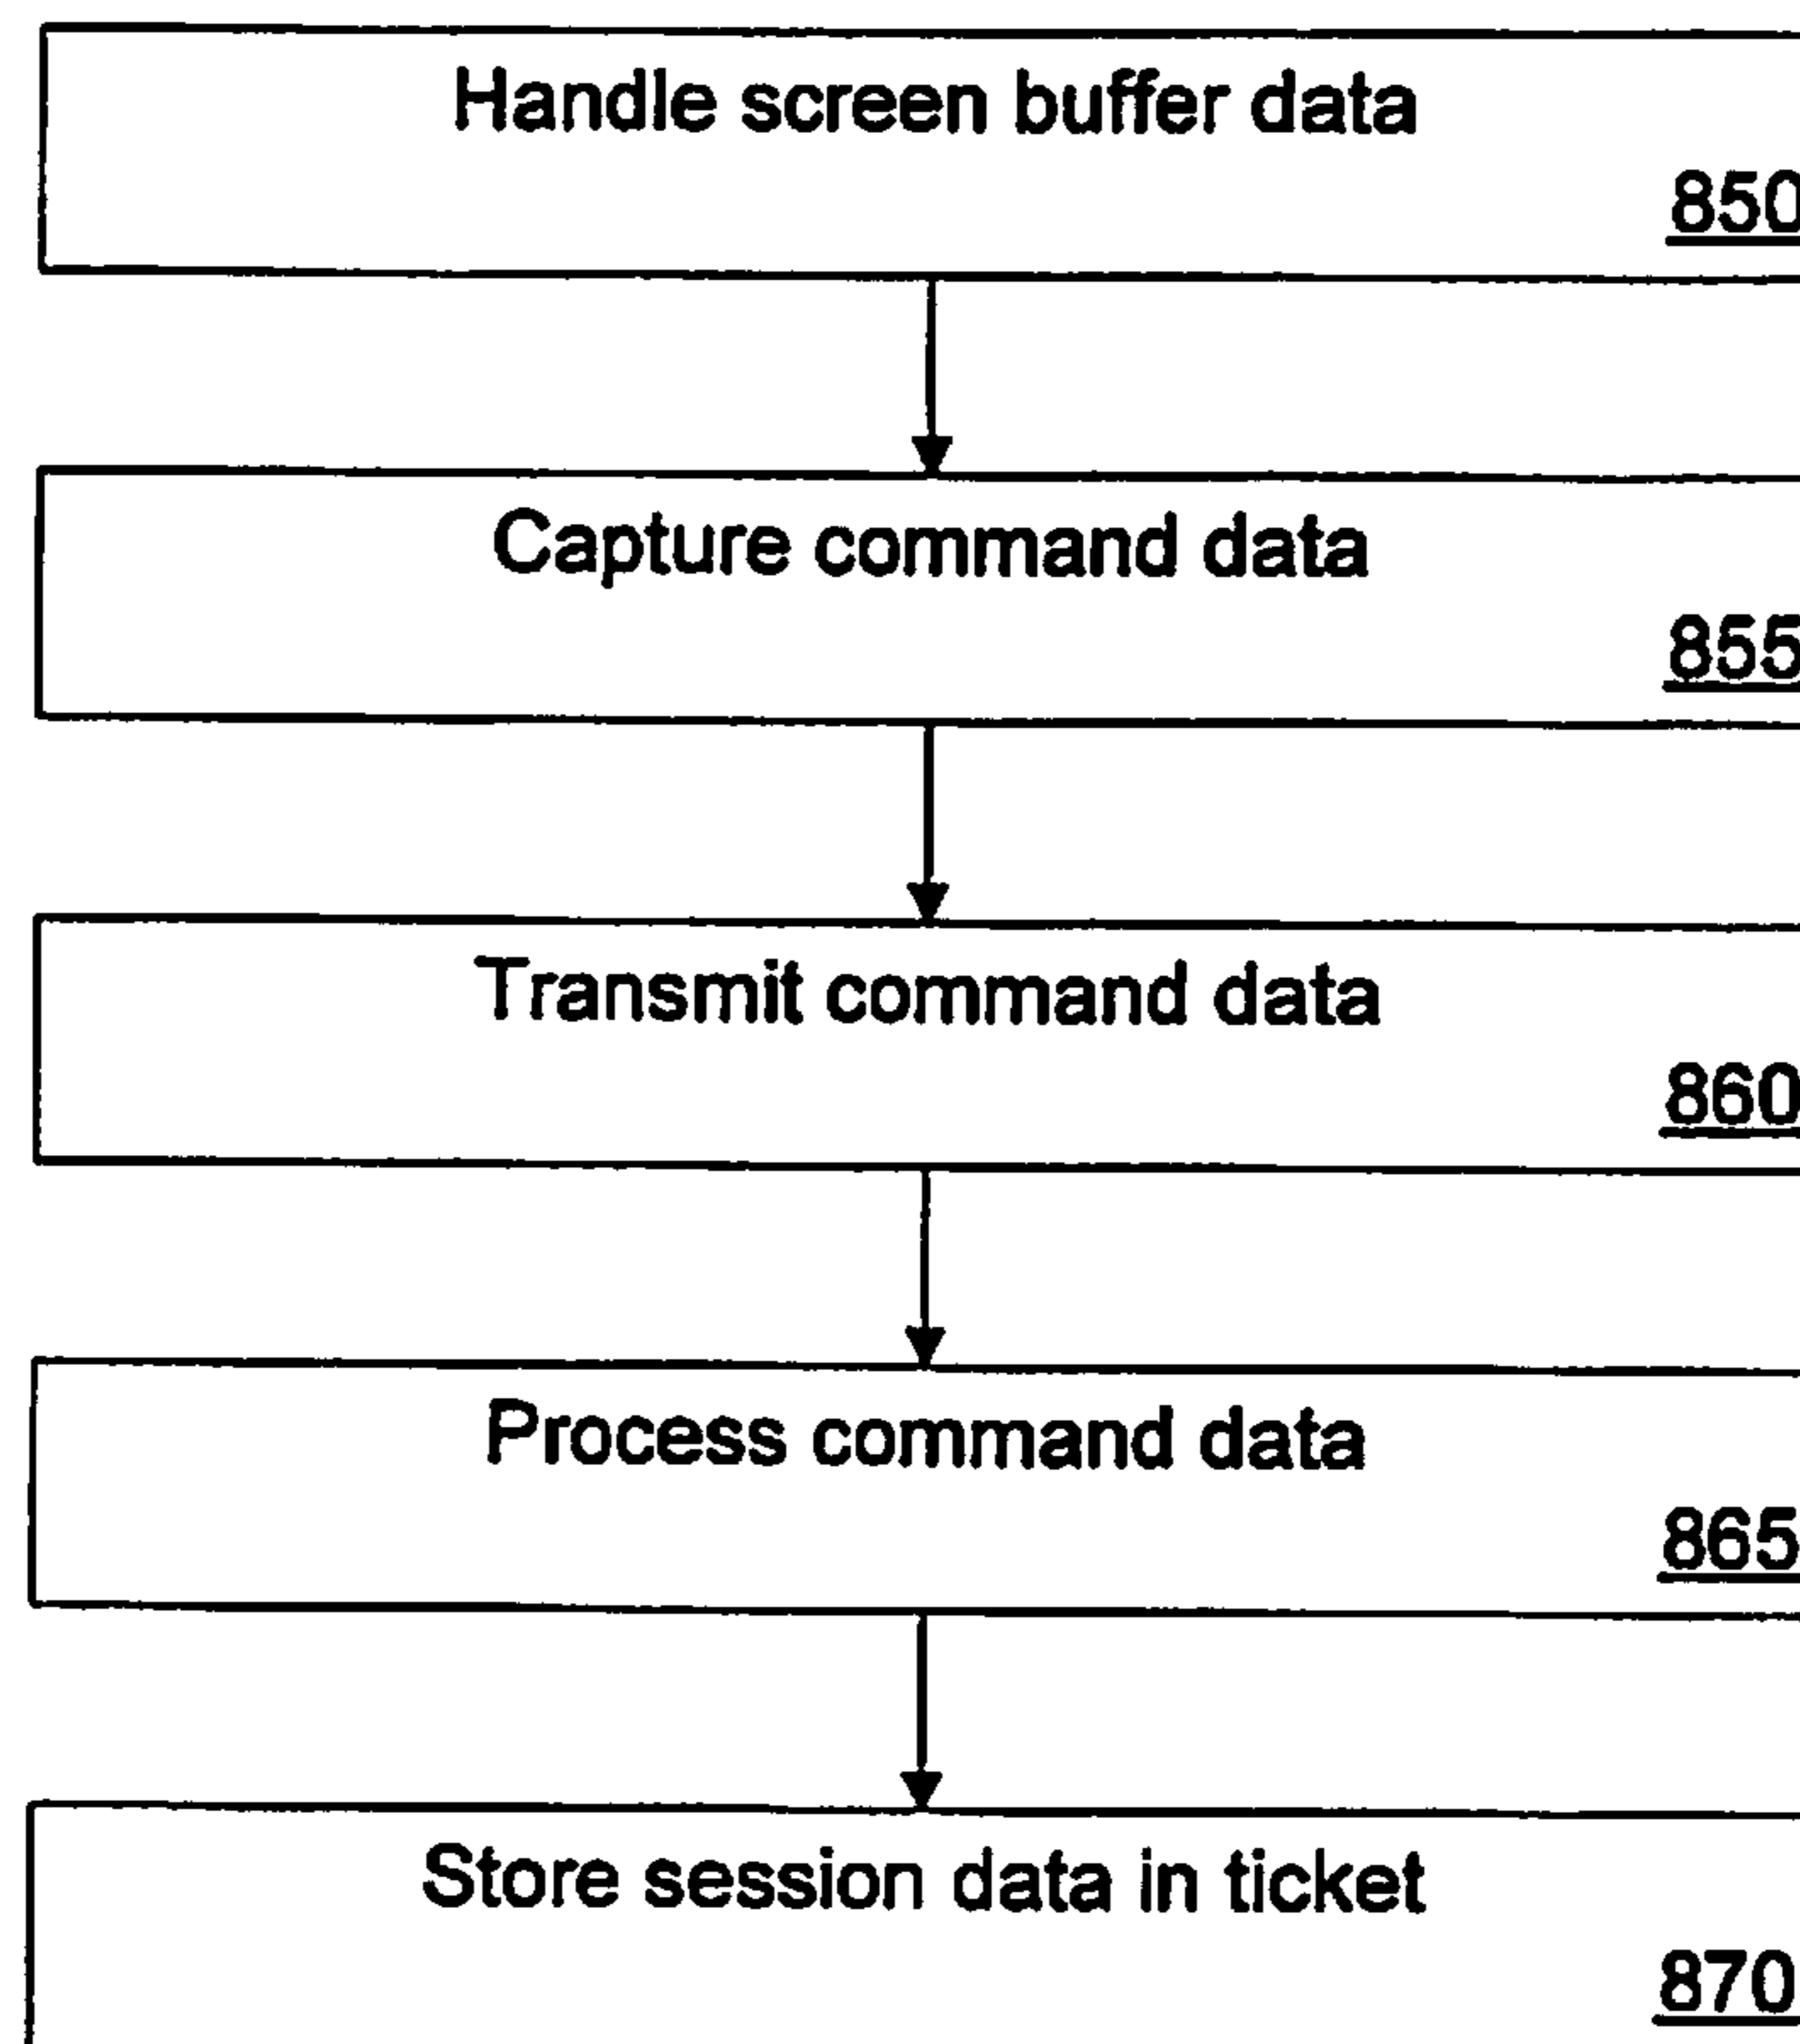 Handle screen buffer data
850
Capture command data
855
Transmit command data
860
Process command data
865
Store session data in ticket
870